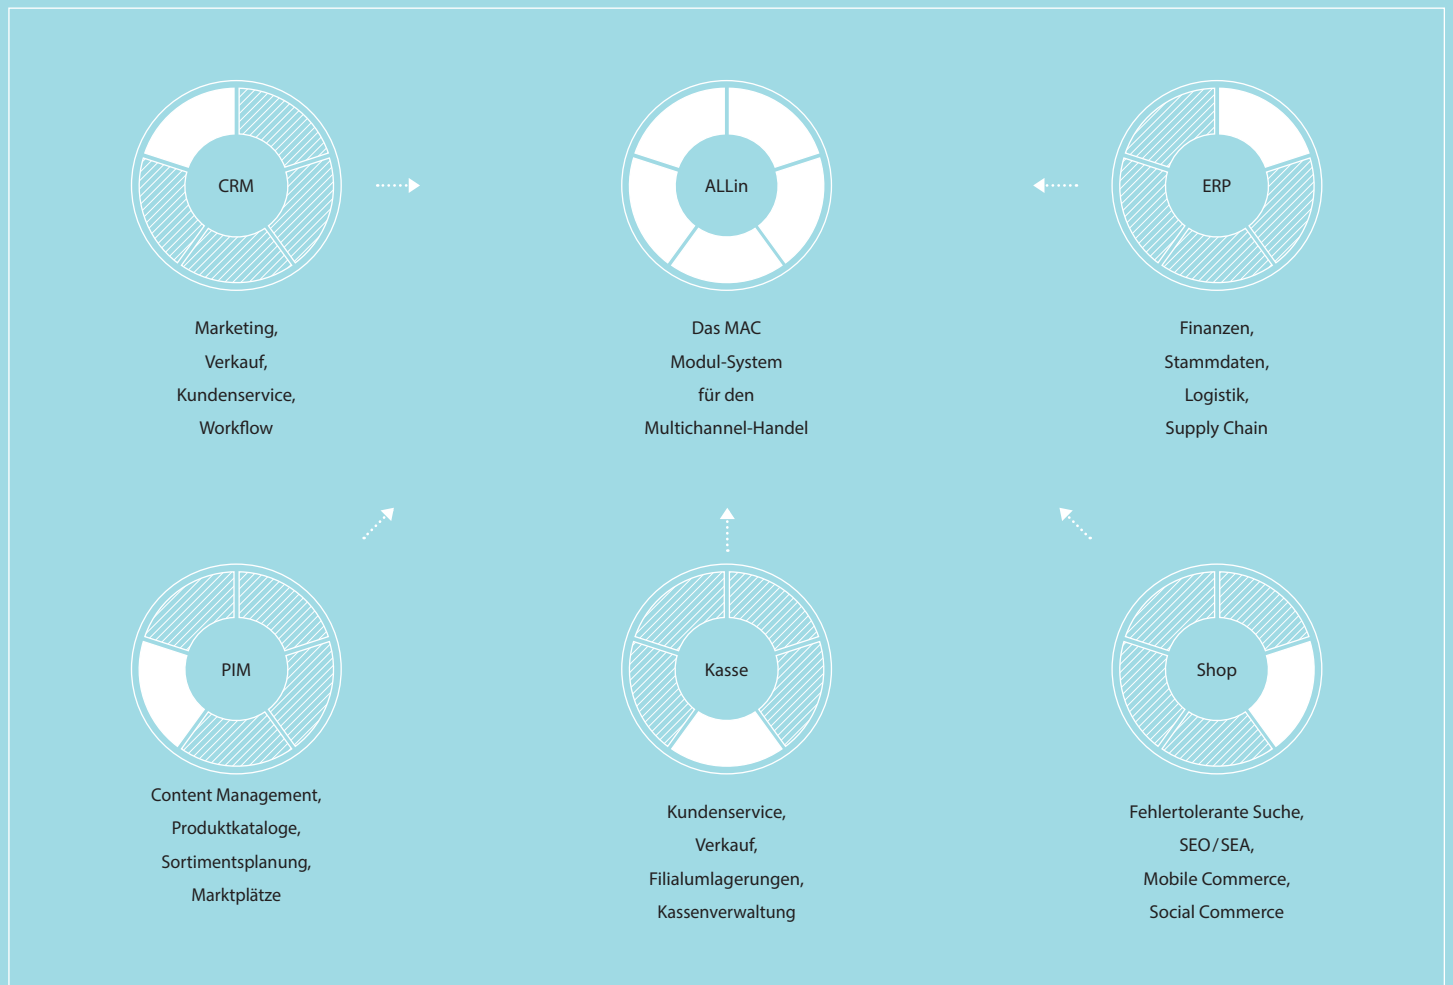 CRM
Marketing,
Verkauf,
Kundenservice,
Workflow
ALLin
Das MAC
Modul-System
für den
Multichannel-Handel
ERP
Finanzen,
Stammdaten,
Logistik,
Supply Chain
PIM
Content Management,
Produktkataloge,
Sortimentsplanung,
Marktplätze
Kasse
Kundenservice,
Verkauf,
Filialumlagerungen,
Kassenverwaltung
Shop
Fehlertolerante Suche,
SEO/SEA,
Mobile Commerce,
Social Commerce